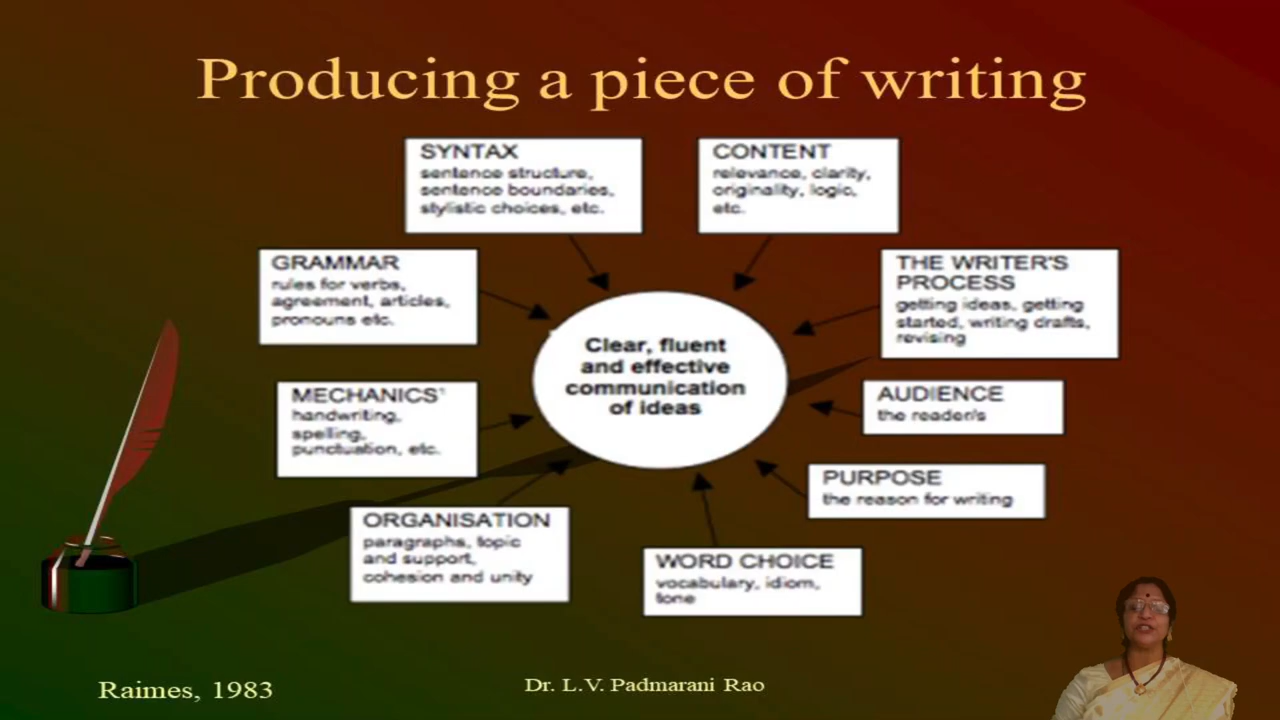 Producing a piece of writing
SYNTAX
sentence structure,
sentence boundaries,
stylistic choices, etc.
CONTENT
relevance, clarity,
originality, logic,
etc.
GRAMMAR
rules for verbs,
agreement, articles,
pronouns etc.
THE WRITER'S
PROCESS
getting ideas, getting
started, writing drafts,
revising
Clear, fluent
and effective
communication
of ideas
MECHANICS'
handwriting,
spelling,
punctuation, etc.
AUDIENCE
the reader/s
PURPOSE
the reason for writing
ORGANISATION
paragraphs, topic
and support,
cohesion and unity
WORD CHOICE
vocabulary, idiom,
tone
Raimes, 1983
Dr. L.V. Padmarani Rao